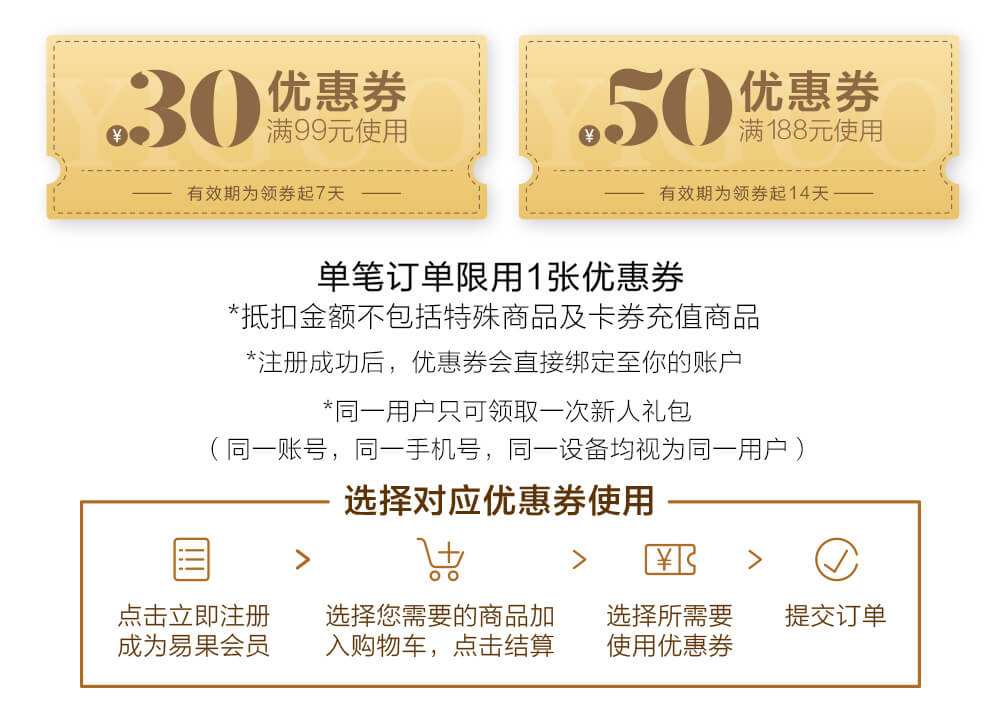 YIGUO
¥30
优惠券
满99元使用
有效期为领券起7天
YIGUO
¥50
优惠券
满188元使用
有效期为领券起14天
单笔订单限用1张优惠券
*抵扣金额不包括特殊商品及卡券充值商品
*注册成功后，优惠券会直接绑定至你的账户
*同一用户只可领取一次新人礼包
（同一账号，同一手机号，同一设备均视为同一用户）
选择对应优惠券使用
点击立即注册
成为易果会员
选择您需要的商品加
入购物车，点击结算
¥
选择所需要
使用优惠券
提交订单